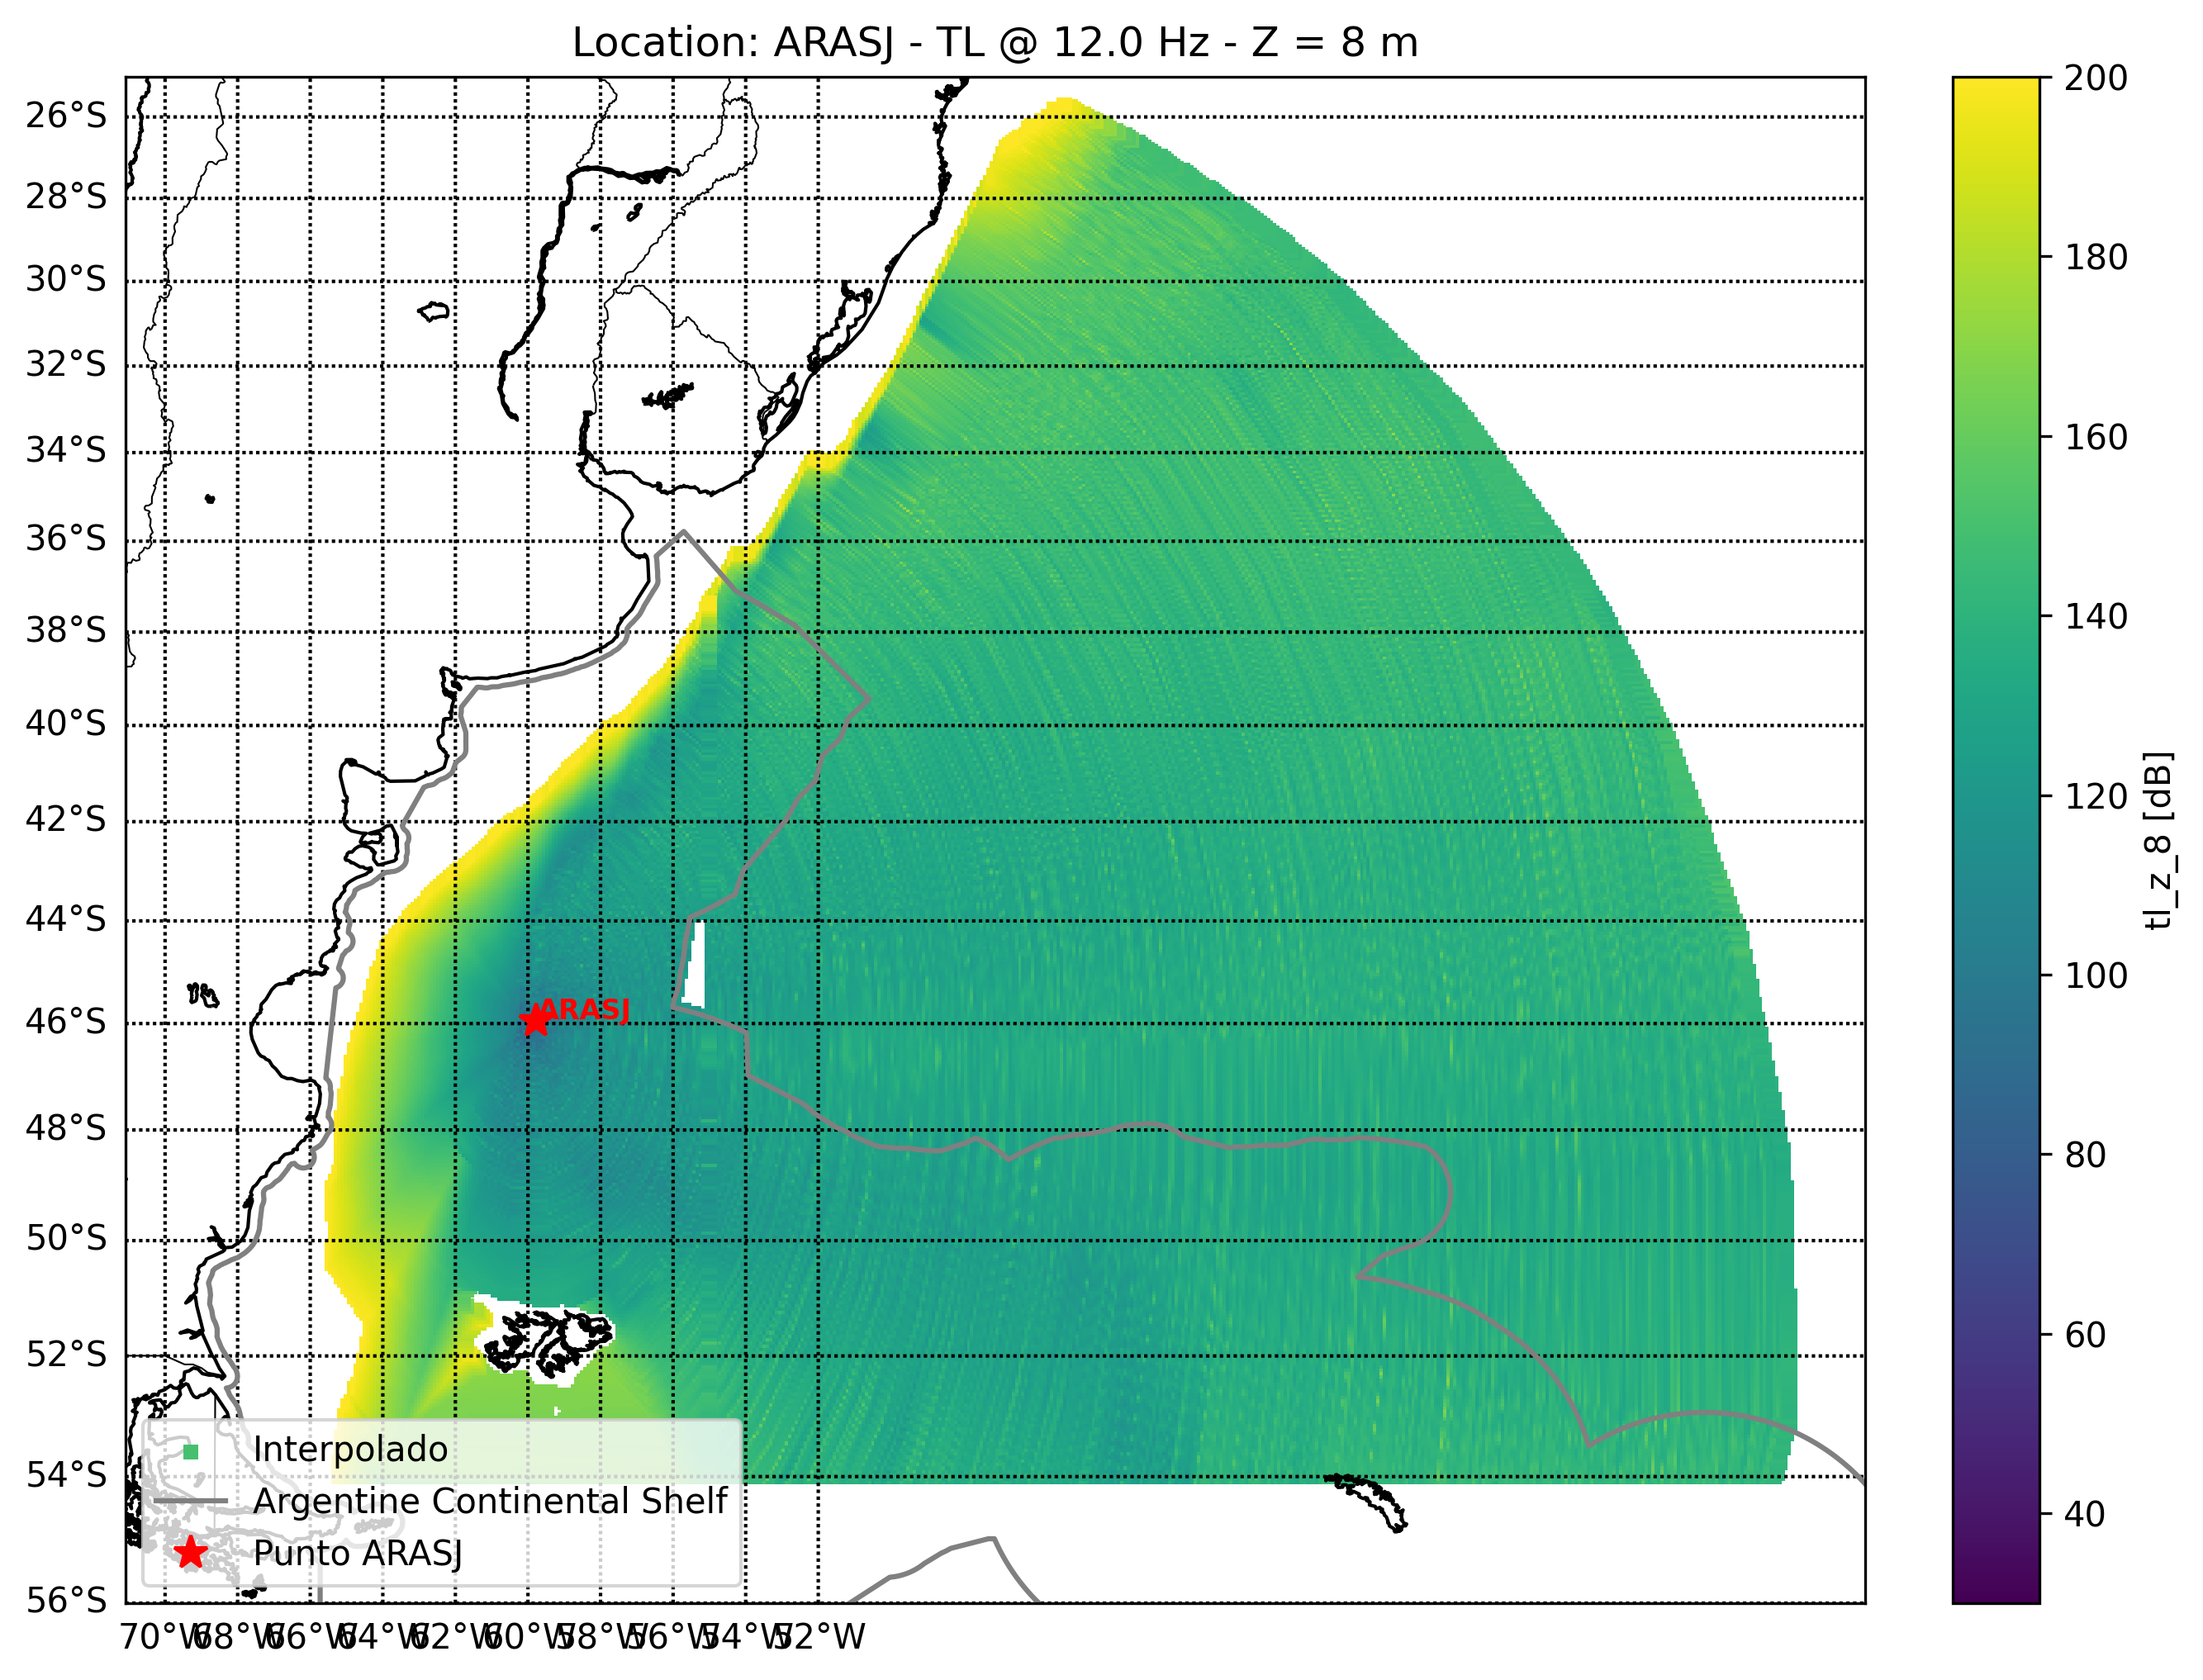 Location: ARASJ - TL @ 12.0 Hz - Z = 8 m
26°S
28°S
30°S
32°S
34°S
36°S
38°S
40°S
42°S
44°S
46°S
48°S
50°S
52°S
54°S
56°S
70°W 68°W 66°W 64°W 62°W 60°W 58°W 56°W 54°W 52°W
ARASJ
Interpolado
Argentine Continental Shelf
Punto ARASJ
200
180
160
140
120
100
80
60
40
tl_z_8 [dB]